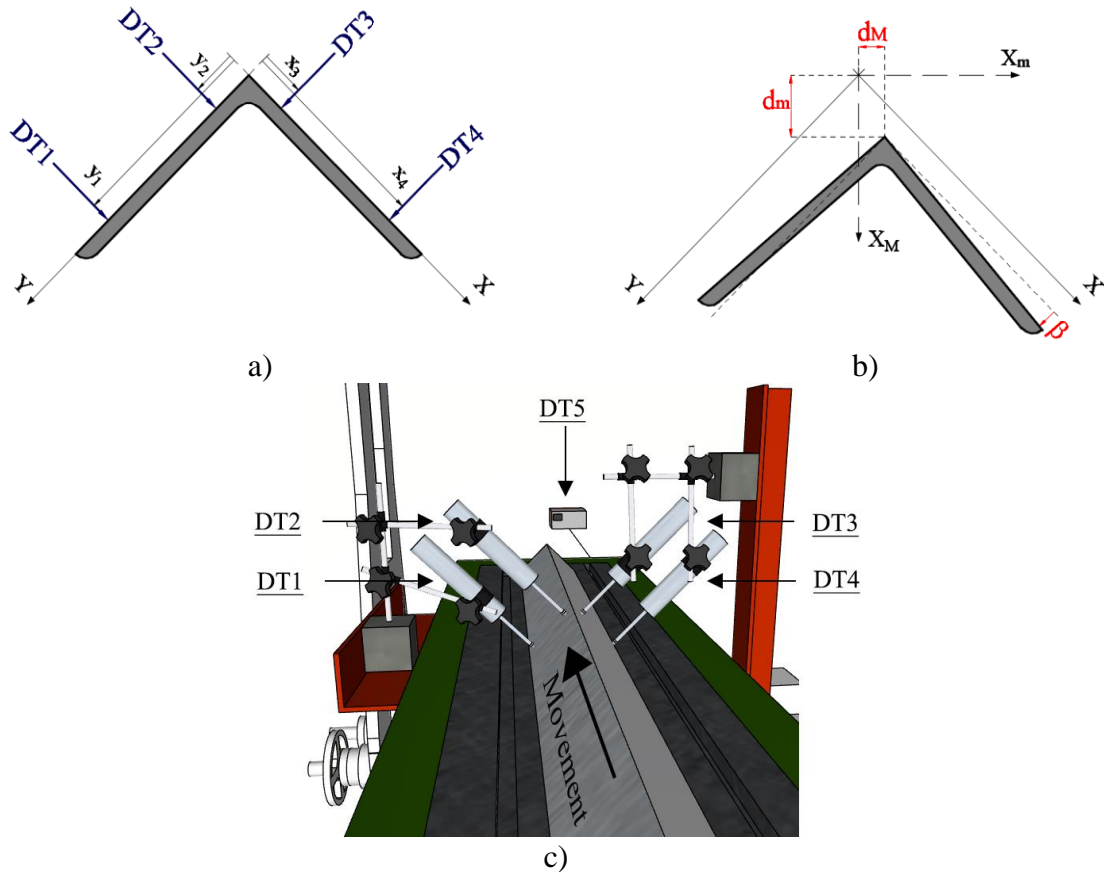 DT2
DT3
y₂
x₃
DT1
DT4
y₁
x₄
Y
X
a)
dM
Xm
dm
XM
Y
X
β
b)
DT5
DT2
DT3
DT1
DT4
Movement
c)